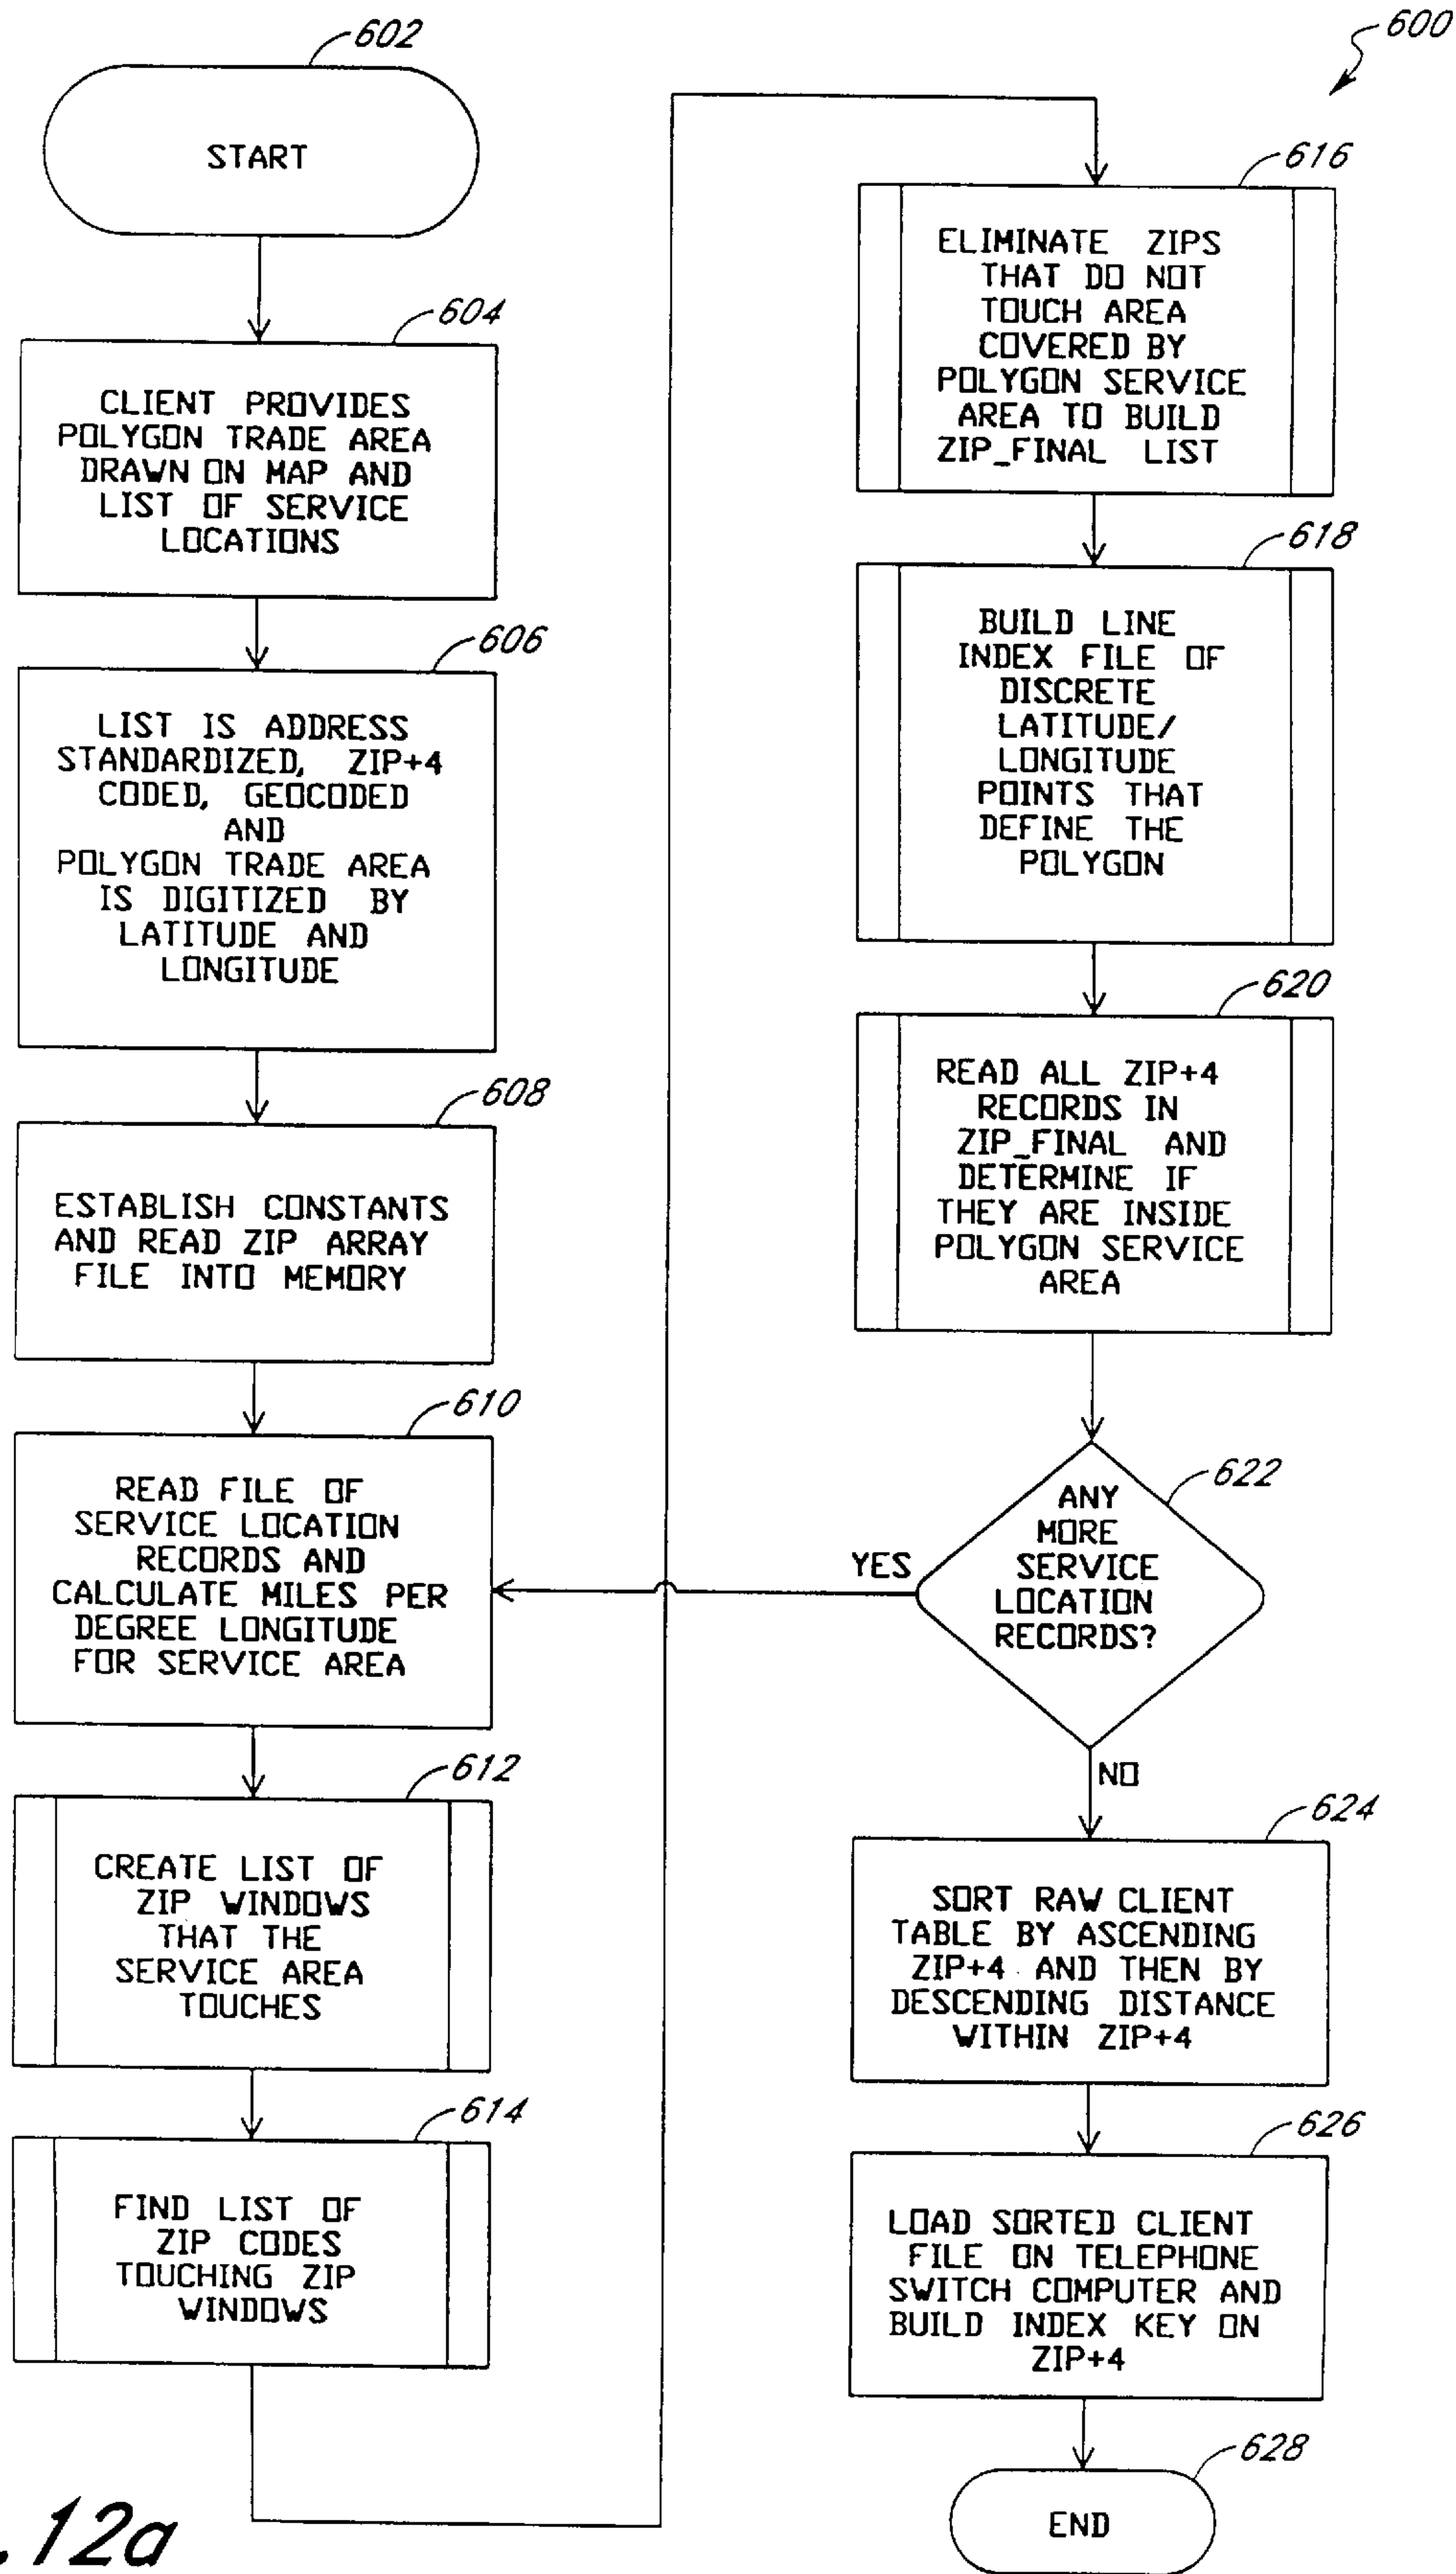 600
602
START
604
CLIENT PROVIDES
POLYGON TRADE AREA
DRAWN ON MAP AND
LIST OF SERVICE
LOCATIONS
606
LIST IS ADDRESS
STANDARDIZED, ZIP+4
CODED, GEOCODED
AND
POLYGON TRADE AREA
IS DIGITIZED BY
LATITUDE AND
LONGITUDE
608
ESTABLISH CONSTANTS
AND READ ZIP ARRAY
FILE INTO MEMORY
610
READ FILE OF
SERVICE LOCATION
RECORDS AND
CALCULATE MILES PER
DEGREE LONGITUDE
FOR SERVICE AREA
612
CREATE LIST OF
ZIP WINDOWS
THAT THE
SERVICE AREA
TOUCHES
614
FIND LIST OF
ZIP CODES
TOUCHING ZIP
WINDOWS
616
ELIMINATE ZIPS
THAT DO NOT
TOUCH AREA
COVERED BY
POLYGON SERVICE
AREA TO BUILD
ZIP_FINAL LIST
618
BUILD LINE
INDEX FILE OF
DISCRETE
LATITUDE/
LONGITUDE
POINTS THAT
DEFINE THE
POLYGON
620
READ ALL ZIP+4
RECORDS IN
ZIP_FINAL AND
DETERMINE IF
THEY ARE INSIDE
POLYGON SERVICE
AREA
622
ANY
MORE
SERVICE
LOCATION
RECORDS?
YES
NO
624
SORT RAW CLIENT
TABLE BY ASCENDING
ZIP+4 AND THEN BY
DESCENDING DISTANCE
WITHIN ZIP+4
626
LOAD SORTED CLIENT
FILE ON TELEPHONE
SWITCH COMPUTER AND
BUILD INDEX KEY ON
ZIP+4
628
END
. 12a